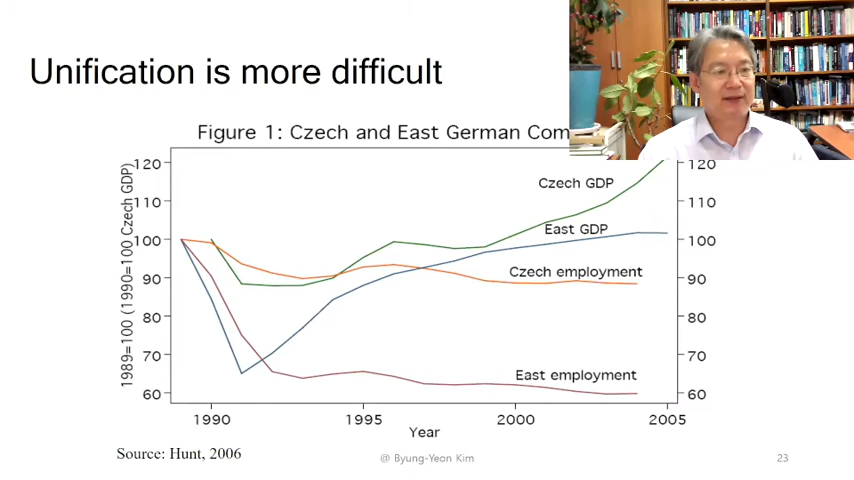 Unification is more difficult
Figure 1: Czech and East German Com
120
110
100
90
80
70
60
1989=100 (1990=100 Czech GDP)
Czech GDP
East GDP
Czech employment
East employment
120
110
100
90
80
70
60
1990
1995
2000
2005
Year
Source: Hunt, 2006
@ Byung-Yeon Kim
23